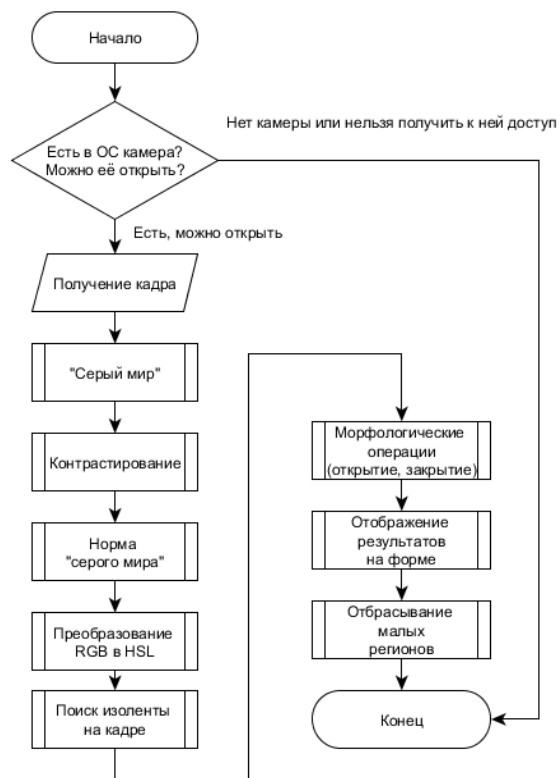 Начало
Нет камеры или нельзя получить к ней доступ
Есть в ОС камера?
Можно её открыть?
Есть, можно открыть
Получение кадра
"Серый мир"
Контрастирование
Норма
"серого мира"
Преобразование
RGB в HSL
Поиск изоленты
на кадре
Морфологические
операции
(открытие, закрытие)
Отображение
результатов
на форме
Отбрасывание
малых
регионов
Конец